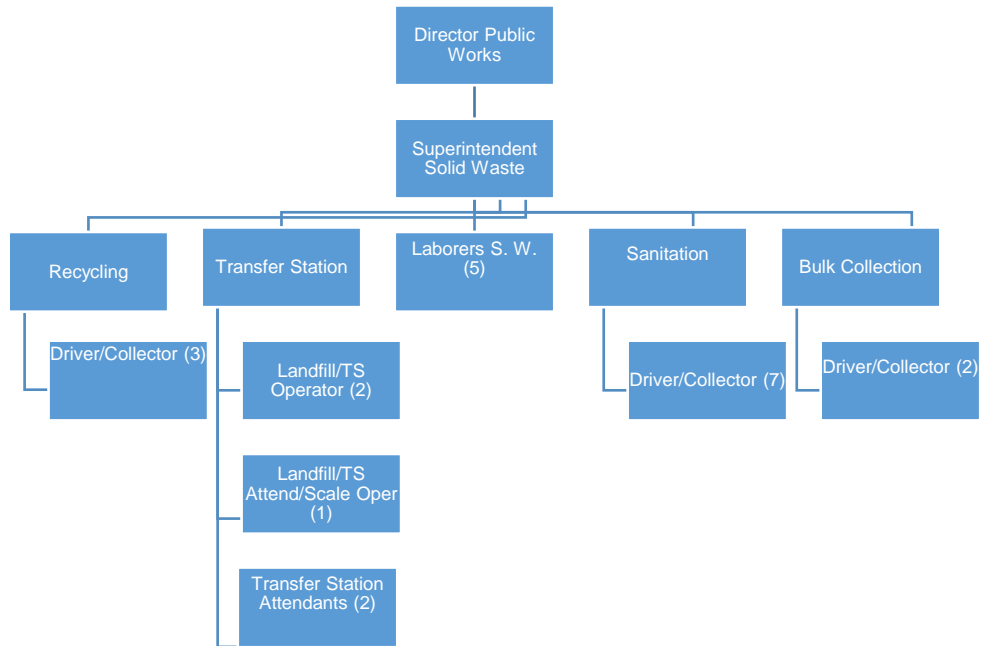 Director Public
Works
Superintendent
Solid Waste
Recycling
Transfer Station
Laborers S. W.
(5)
Sanitation
Bulk Collection
Driver/Collector (3)
Landfill/TS
Operator (2)
Landfill/TS
Attend/Scale Oper
(1)
Transfer Station
Attendants (2)
Driver/Collector (7)
Driver/Collector (2)